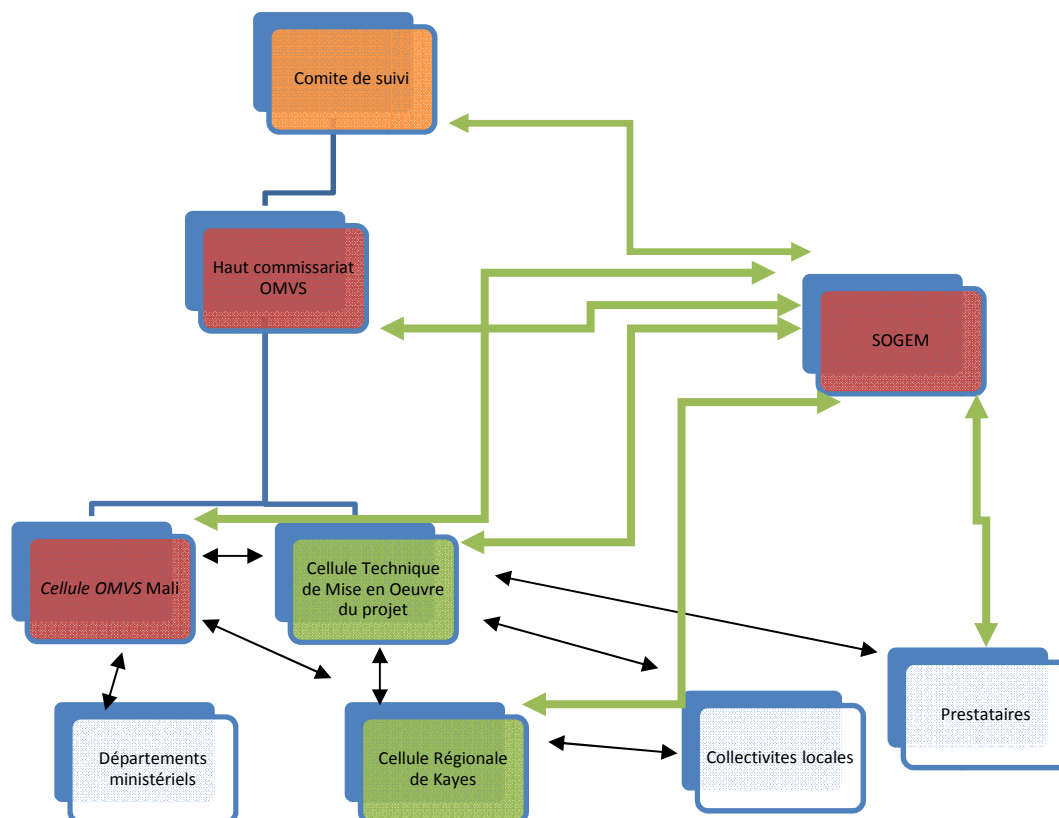 Comite de suivi
Haut commissariat
OMVS
SOGEM
Cellule OMVS Mali
Cellule Technique
de Mise en Oeuvre
du projet
Départements
ministériels
Cellule Régionale
de Kayes
Collectivites locales
Prestataires